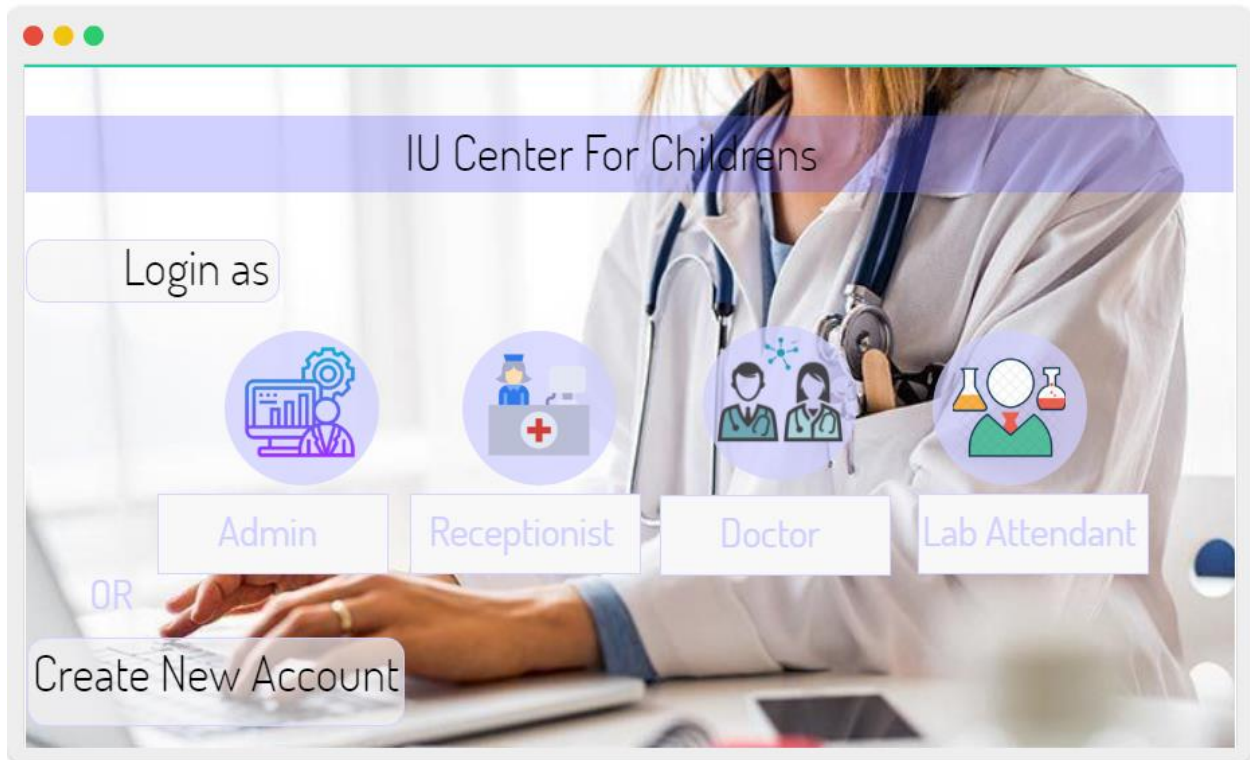 IU Center For Childrens
Login as
Admin
Receptionist
Doctor
Lab Attendant
OR
Create New Account